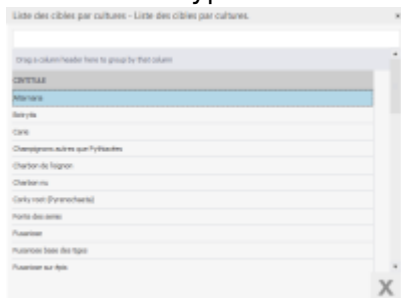 Liste des cibles par cultures - Liste des cibles par cultures.
Drag a column header here to group by that column
Alternaria
Botrytis
Carie
Champignons autres que Pythiacées
Charbon de l'oignon
Charbon nu
Corky root (Pyrenochaeta)
Fonte des semis
Fusariose
Fusariose base des tiges
Fusariose sur épis
X